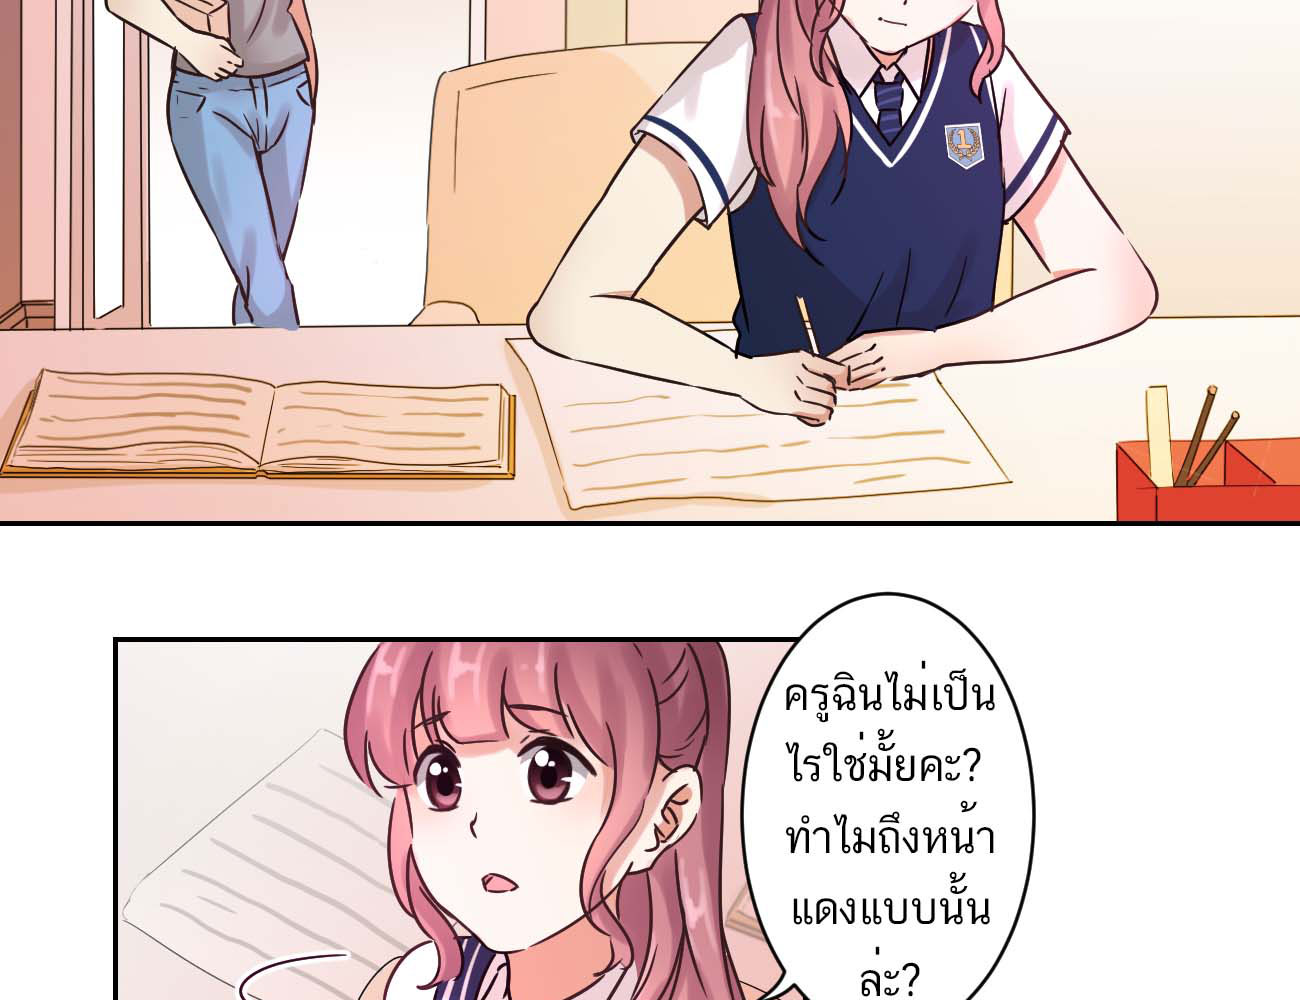 1
ครูฉินไม่เป็น
ไรใช่มั้ยคะ?
ทำไมถึงหน้า
แดงแบบนั้น
ล่ะ?